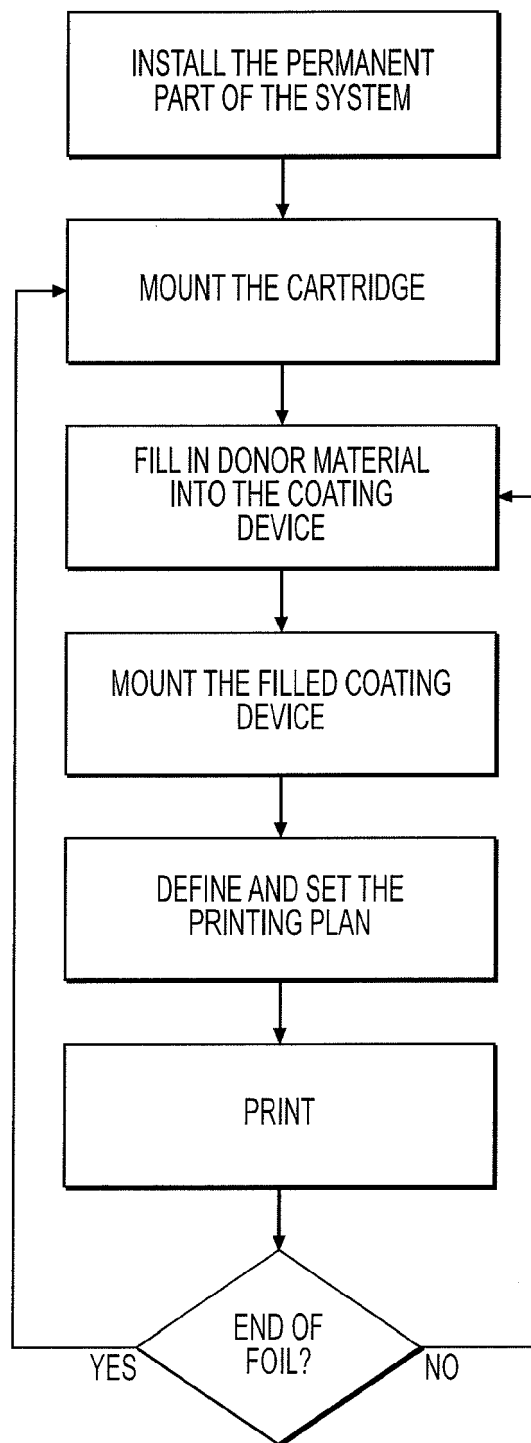 INSTALL THE PERMANENT
PART OF THE SYSTEM
MOUNT THE CARTRIDGE
FILL IN DONOR MATERIAL
INTO THE COATING
DEVICE
MOUNT THE FILLED COATING
DEVICE
DEFINE AND SET THE
PRINTING PLAN
PRINT
END OF
FOIL?
YES
NO